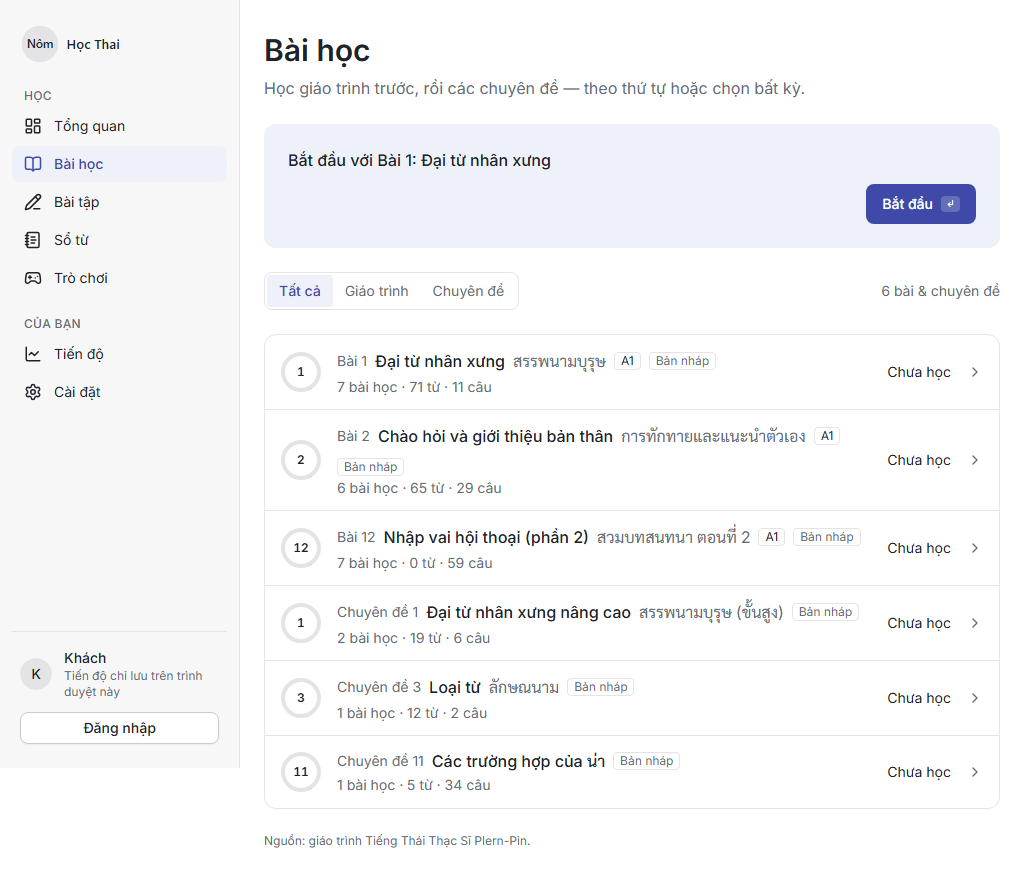 Nôm Học Thai
HỌC
Tổng quan
Bài học
Bài tập
Sổ từ
Trò chơi
CỦA BẠN
Tiến độ
Cài đặt
K
Khách
Tiến độ chỉ lưu trên trình
duyệt này
Đăng nhập
Bài học
Học giáo trình trước, rồi các chuyên đề — theo thứ tự hoặc chọn bất kỳ.
Bắt đầu với Bài 1: Đại từ nhân xưng
Bắt đầu ↵
Tất cả Giáo trình Chuyên đề
6 bài & chuyên đề
1 Bài 1 Đại từ nhân xưng สรรพนามบุรุษ A1 Bản nháp
7 bài học · 71 từ · 11 câu
Chưa học
2 Bài 2 Chào hỏi và giới thiệu bản thân การทักทายและแนะนำตัวเอง A1
Bản nháp
6 bài học · 65 từ · 29 câu
Chưa học
12 Bài 12 Nhập vai hội thoại (phần 2) สวมบทสนทนา ตอนที่ 2 A1 Bản nháp
7 bài học · 0 từ · 59 câu
Chưa học
1 Chuyên đề 1 Đại từ nhân xưng nâng cao สรรพนามบุรุษ (ขั้นสูง) Bản nháp
2 bài học · 19 từ · 6 câu
Chưa học
3 Chuyên đề 3 Loại từ ลักษณนาม Bản nháp
1 bài học · 12 từ · 2 câu
Chưa học
11 Chuyên đề 11 Các trường hợp của น่า Bản nháp
1 bài học · 5 từ · 34 câu
Chưa học
Nguồn: giáo trình Tiếng Thái Thạc Sĩ Plern-Pin.